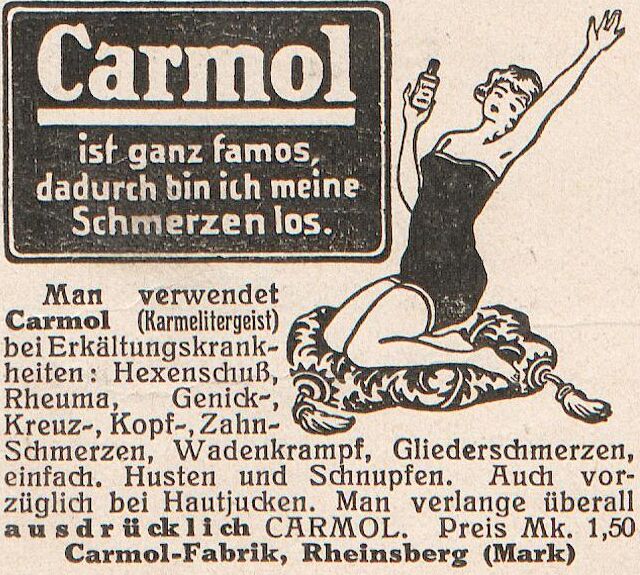 Carmol
ist ganz famos,
dadurch bin ich meine
Schmerzen los.
Man verwendet
Carmol (Karmelitergeist)
bei Erkältungskrank-
heiten: Hexenschuß,
Rheuma, Genick-,
Kreuz-, Kopf-, Zahn-
Schmerzen, Wadenkrampf, Gliederschmerzen,
einfach. Husten und Schnupfen. Auch vor-
züglich bei Hautjucken. Man verlange überall
ausdrücklich CARMOL. Preis Mk. 1,50
Carmol-Fabrik, Rheinsberg (Mark)